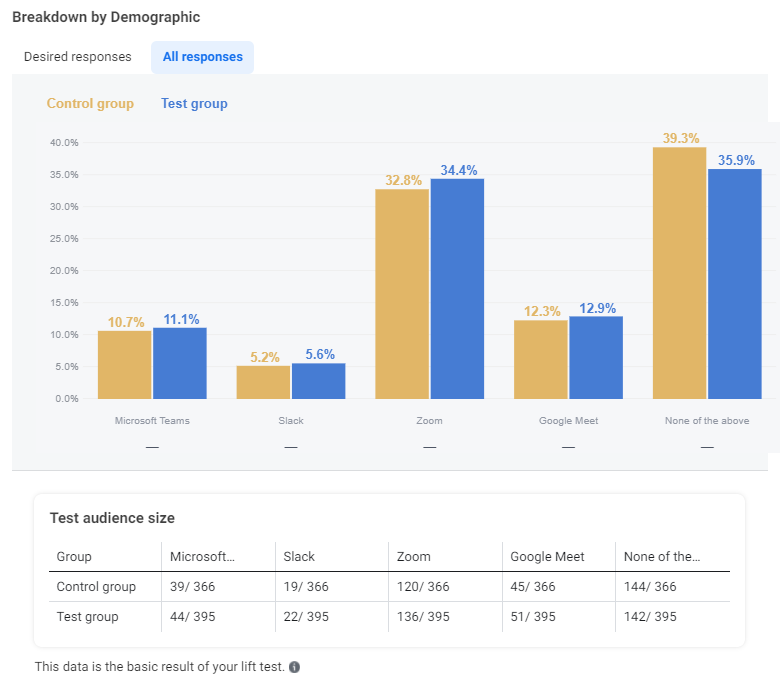 Breakdown by Demographic
Desired responses All responses
Control group Test group
40.0%
35.0%
30.0%
25.0%
20.0%
15.0%
10.0%
5.0%
0.0%
10.7% 11.1% 5.2% 5.6% 32.8% 34.4% 12.3% 12.9% 39.3% 35.9%
Microsoft Teams Slack Zoom Google Meet None of the above
— — — — —
Test audience size
Group Microsoft... Slack Zoom Google Meet None of the...
Control group 39/ 366 19/ 366 120/ 366 45/ 366 144/ 366
Test group 44/ 395 22/ 395 136/ 395 51/ 395 142/ 395
This data is the basic result of your lift test. i